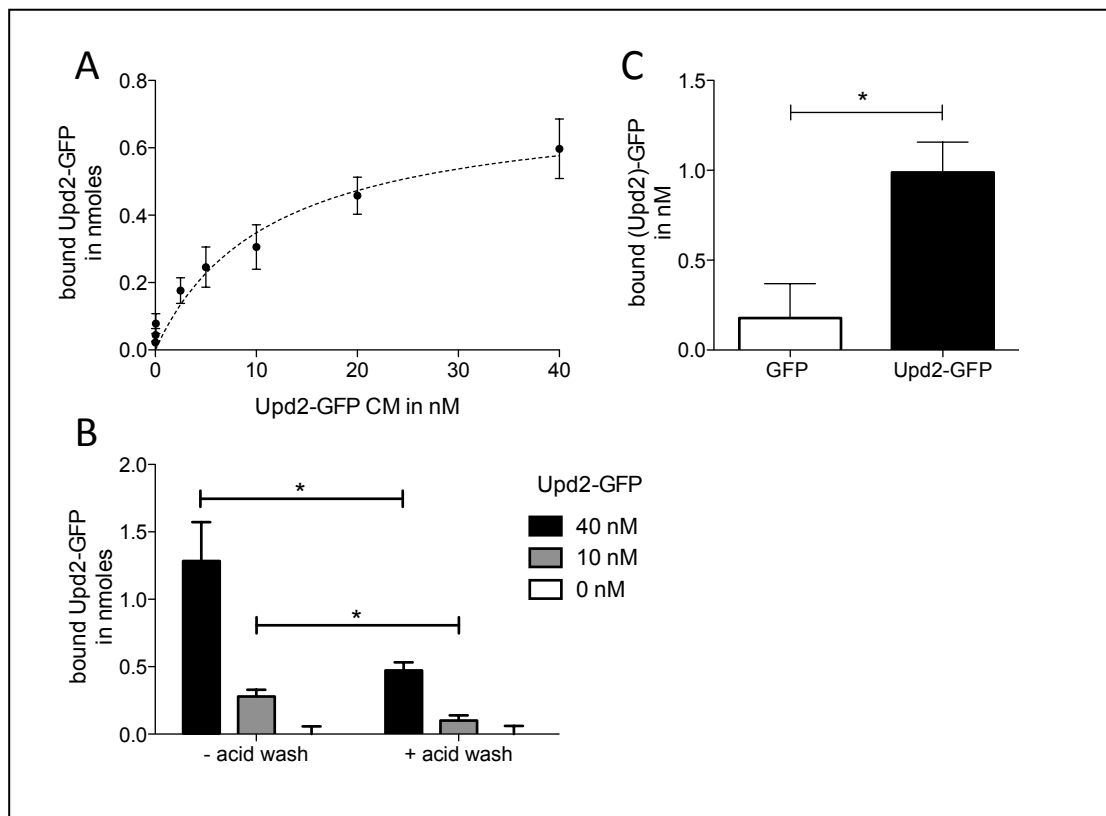 A
bound Upd2-GFP
in nmoles
0.8
0.6
0.4
0.2
0.0
0 10 20 30 40
Upd2-GFP CM in nM
C
bound (Upd2)-GFP
in nM
1.5
1.0
0.5
0.0
*
GFP Upd2-GFP
B
bound Upd2-GFP
in nmoles
2.0
1.5
1.0
0.5
0.0
*
*
- acid wash + acid wash
Upd2-GFP
40 nM
10 nM
0 nM